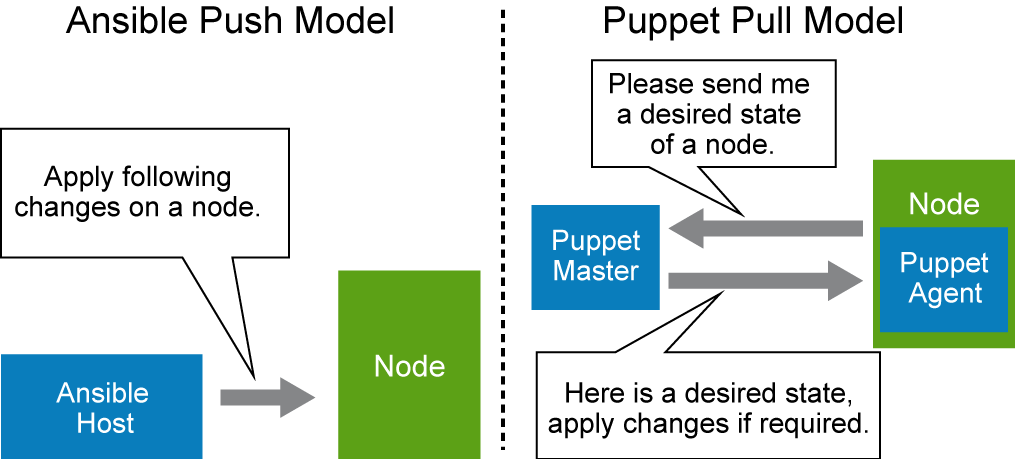 Ansible Push Model
Apply following
changes on a node.
Ansible
Host
Node
Puppet Pull Model
Please send me
a desired state
of a node.
Puppet
Master
Node
Puppet
Agent
Here is a desired state,
apply changes if required.